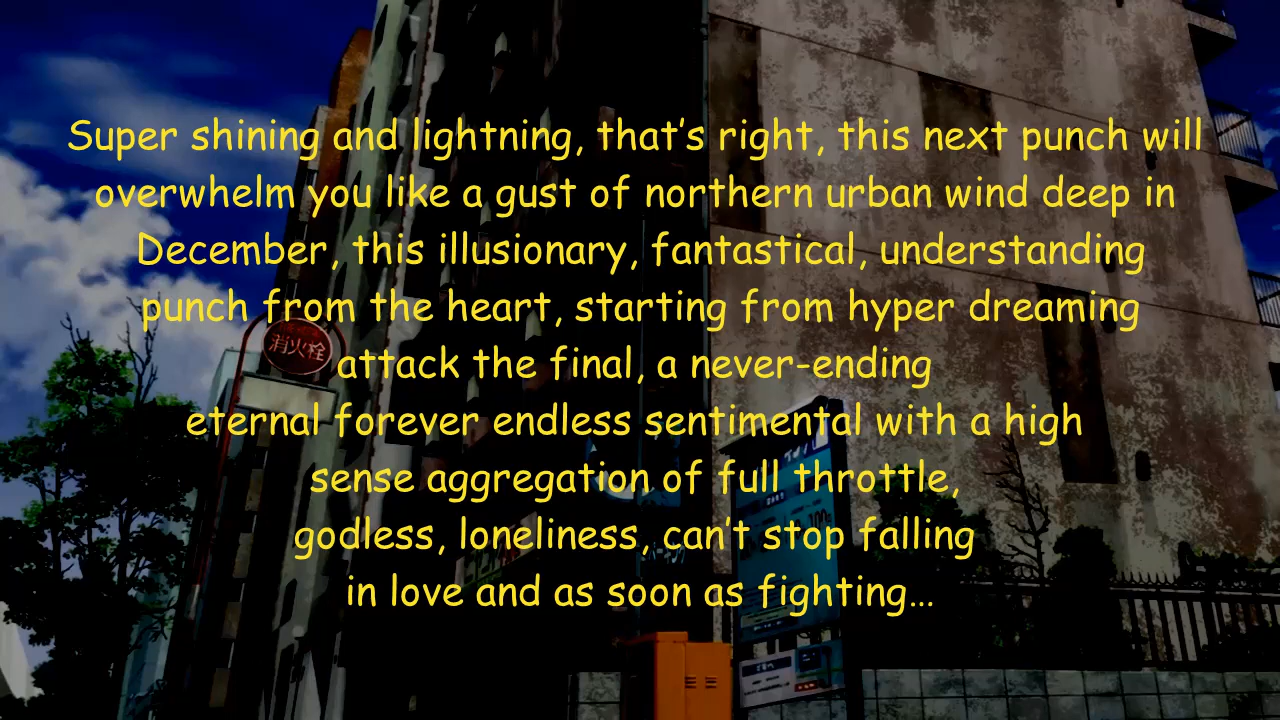 Super shining and lightning, that's right, this next punch will
overwhelm you like a gust of northern urban wind deep in
December, this illusionary, fantastical, understanding
punch from the heart, starting from hyper dreaming
attack the final, a never-ending
eternal forever endless sentimental with a high
sense aggregation of full throttle,
godless, loneliness, can't stop falling
in love and as soon as fighting...
消火栓